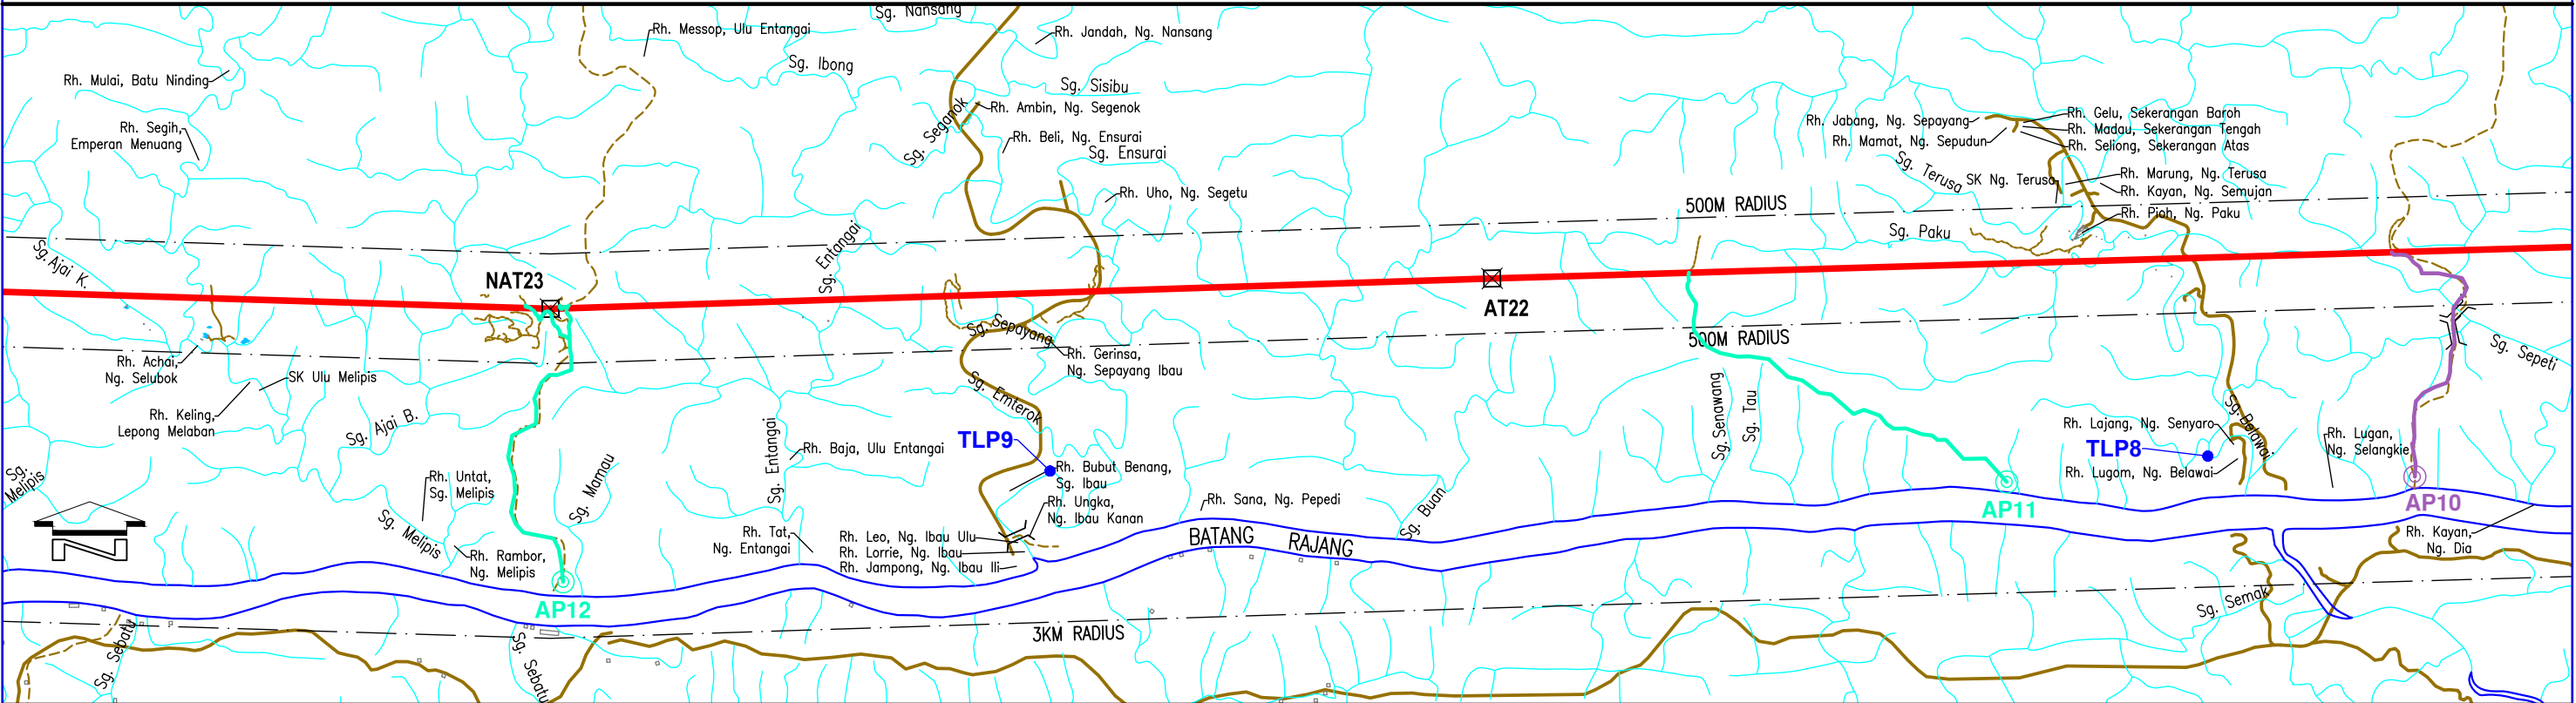 Sg. Nansang
Rh. Messop, Ulu Entangai
Rh. Jandah, Ng. Nansang
Sg. Ibong
Rh. Mulai, Batu Ninding
Sg. Sisibu
Sg. Seganok
Rh. Ambin, Ng. Segenok
Rh. Segih,
Emperan Menuang
Rh. Beli, Ng. Ensurai
Sg. Ensurai
Rh. Jabang, Ng. Sepayang
Rh. Gelu, Sekerangan Baroh
Rh. Madau, Sekerangan Tengah
Rh. Mamat, Ng. Sepudun
Rh. Seliong, Sekerangan Atas
Sg. Terusa
SK Ng. Terusa
Rh. Marung, Ng. Terusa
Rh. Kayan, Ng. Semujan
Rh. Uho, Ng. Segetu
500M RADIUS
Rh. Pioh, Ng. Paku
Sg. Paku
Sg. Ajai K.
Sg. Entangai
NAT23
AT22
Sg. Sepayang
500M RADIUS
Sg. Sepeti
Rh. Achai,
Ng. Selubok
SK Ulu Melipis
Rh. Gerinsa,
Ng. Sepayang Ibau
Sg. Emterok
Rh. Keling,
Lepong Melaban
Sg. Ajai B.
Sg. Entangai
Rh. Baja, Ulu Entangai
TLP9
Rh. Bubut Benang,
Sg. Ibau
Sg. Senawang
Sg. Tau
Rh. Lajang, Ng. Senyaro
TLP8
Rh. Lugom, Ng. Belawai
Sg. Belawai
Rh. Lugan,
Ng. Selangkie
Sg.
Melipis
Rh. Untat,
Sg. Melipis
Sg. Mamau
Rh. Ungka,
Ng. Ibau Kanan
Rh. Sana, Ng. Pepedi
Sg. Buan
AP11
AP10
Sg. Melipis
Rh. Rambor,
Ng. Melipis
Rh. Tat,
Ng. Entangai
Rh. Leo, Ng. Ibau Ulu
Rh. Lorrie, Ng. Ibau
Rh. Jampong, Ng. Ibau Ili
BATANG RAJANG
Rh. Kayan,
Ng. Dia
AP12
Sg. Semak
3KM RADIUS
Sg. Sebatu
Sg. Sebatu
N